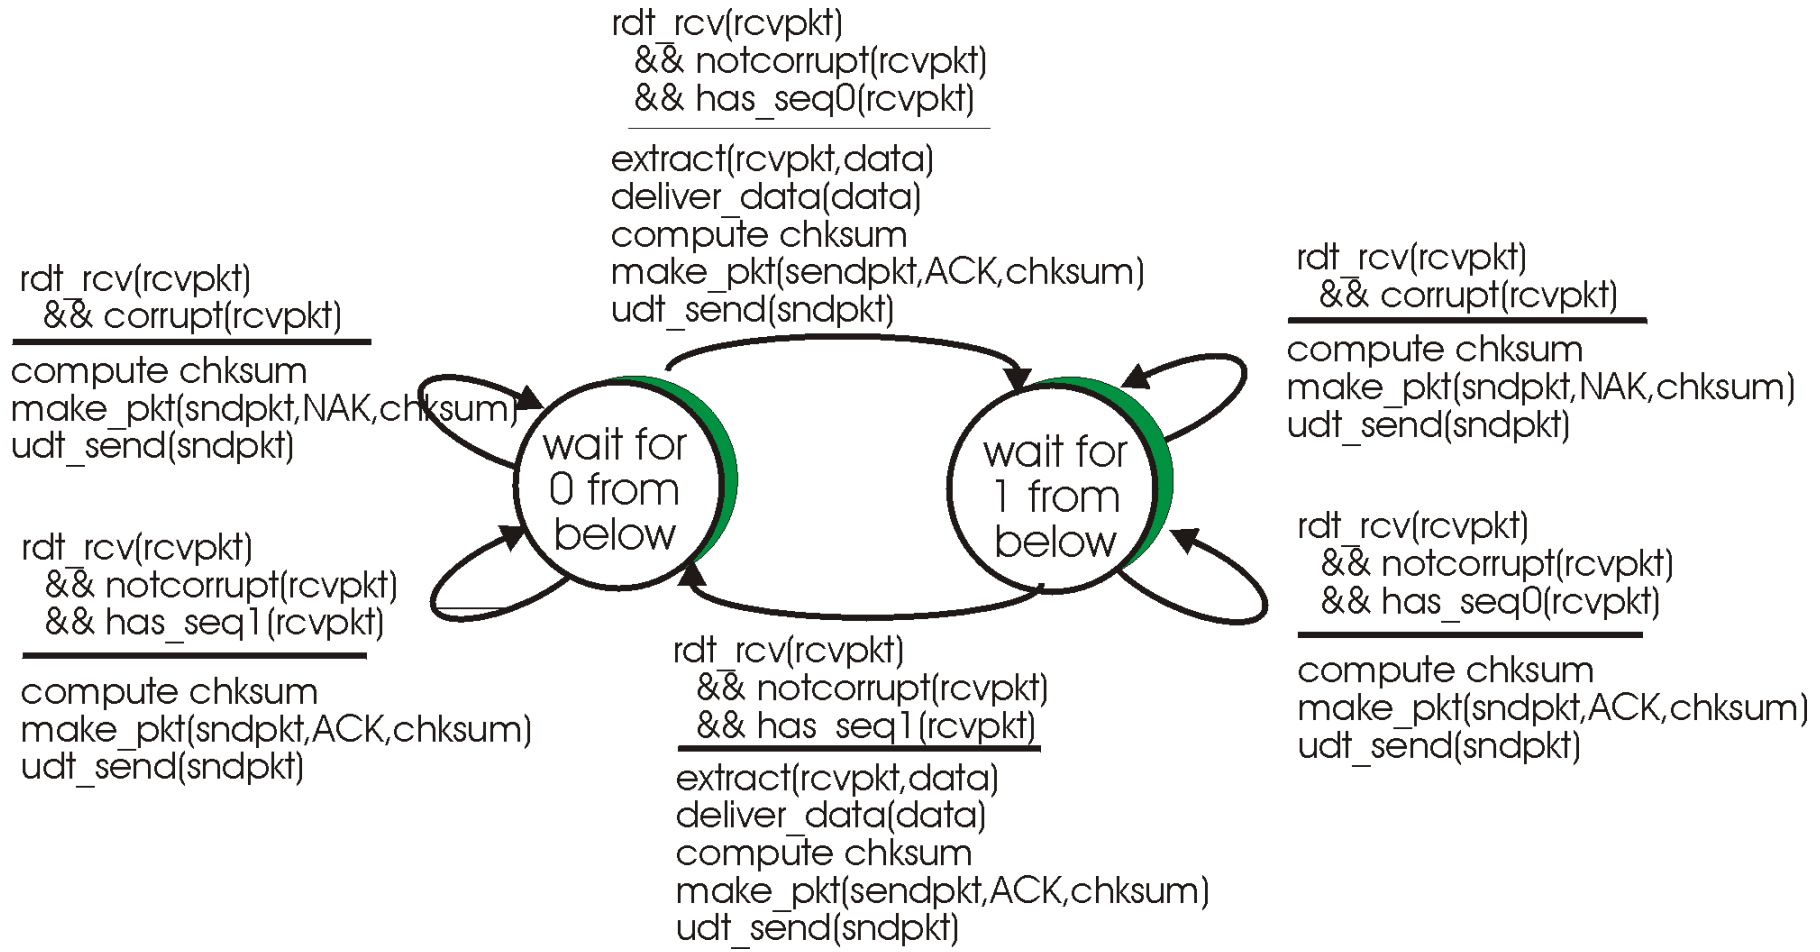 rdt_rcv(rcvpkt)
&& notcorrupt(rcvpkt)
&& has_seq0(rcvpkt)
extract(rcvpkt,data)
deliver_data(data)
compute chksum
make_pkt(sendpkt,ACK,chksum)
udt_send(sndpkt)
rdt_rcv(rcvpkt)
&& corrupt(rcvpkt)
compute chksum
make_pkt(sndpkt,NAK,chksum)
udt_send(sndpkt)
rdt_rcv(rcvpkt)
&& corrupt(rcvpkt)
compute chksum
make_pkt(sndpkt,NAK,chksum)
udt_send(sndpkt)
wait for
0 from
below
wait for
1 from
below
rdt_rcv(rcvpkt)
&& notcorrupt(rcvpkt)
&& has_seq1(rcvpkt)
compute chksum
make_pkt(sndpkt,ACK,chksum)
udt_send(sndpkt)
rdt_rcv(rcvpkt)
&& notcorrupt(rcvpkt)
&& has_seq0(rcvpkt)
compute chksum
make_pkt(sndpkt,ACK,chksum)
udt_send(sndpkt)
rdt_rcv(rcvpkt)
&& notcorrupt(rcvpkt)
&& has seq1(rcvpkt)
extract(rcvpkt,data)
deliver_data(data)
compute chksum
make_pkt(sendpkt,ACK,chksum)
udt_send(sndpkt)